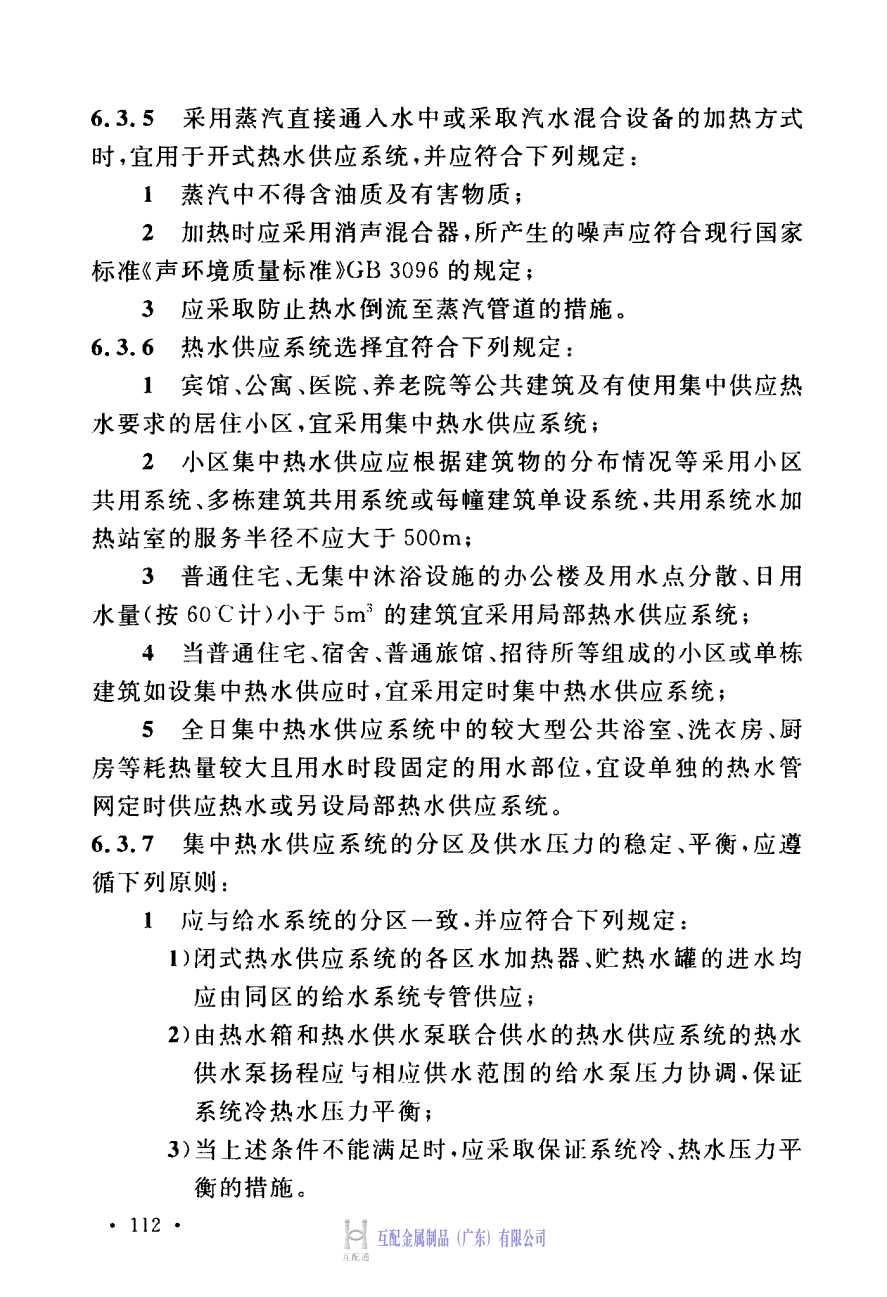 6.3.5 采用蒸汽直接通入水中或采取汽水混合设备的加热方式
时,宜用于开式热水供应系统,并应符合下列规定:
1 蒸汽中不得含油质及有害物质;
2 加热时应采用消声混合器,所产生的噪声应符合现行国家
标准《声环境质量标准》GB 3096 的规定;
3 应采取防止热水倒流至蒸汽管道的措施。
6.3.6 热水供应系统选择宜符合下列规定:
1 宾馆、公寓、医院、养老院等公共建筑及有使用集中供应热
水要求的居住小区,宜采用集中热水供应系统;
2 小区集中热水供应应根据建筑物的分布情况等采用小区
共用系统、多栋建筑共用系统或每幢建筑单设系统,共用系统水加
热站室的服务半径不应大于 500m;
3 普通住宅、无集中沐浴设施的办公楼及用水点分散、日用
水量(按 60℃计)小于 5m³ 的建筑宜采用局部热水供应系统;
4 当普通住宅、宿舍、普通旅馆、招待所等组成的小区或单栋
建筑如设集中热水供应时,宜采用定时集中热水供应系统;
5 全日集中热水供应系统中的较大型公共浴室、洗衣房、厨
房等耗热量较大且用水时段固定的用水部位,宜设单独的热水管
网定时供应热水或另设局部热水供应系统。
6.3.7 集中热水供应系统的分区及供水压力的稳定、平衡,应遵
循下列原则:
1 应与给水系统的分区一致,并应符合下列规定:
1)闭式热水供应系统的各区水加热器、贮热水罐的进水均
应由同区的给水系统专管供应;
2)由热水箱和热水供水泵联合供水的热水供应系统的热水
供水泵扬程应与相应供水范围的给水泵压力协调,保证
系统冷热水压力平衡;
3)当上述条件不能满足时,应采取保证系统冷、热水压力平
衡的措施。
• 112 •
互配金属制品(广东)有限公司
互配通